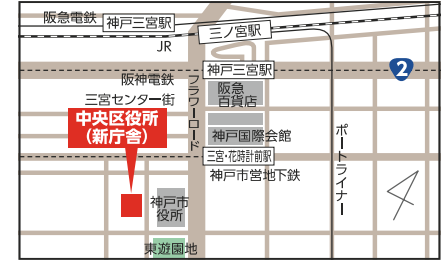 阪急電鉄
神戸三宮駅
三ノ宮駅
JR
神戸三宮駅
2
阪神電鉄
フラワーロード
阪急
百貨店
三宮センター街
中央区役所
(新庁舎)
神戸国際会館
ポートライナー
三宮・花時計前駅
神戸市営地下鉄
神戸市
役所
東遊園地